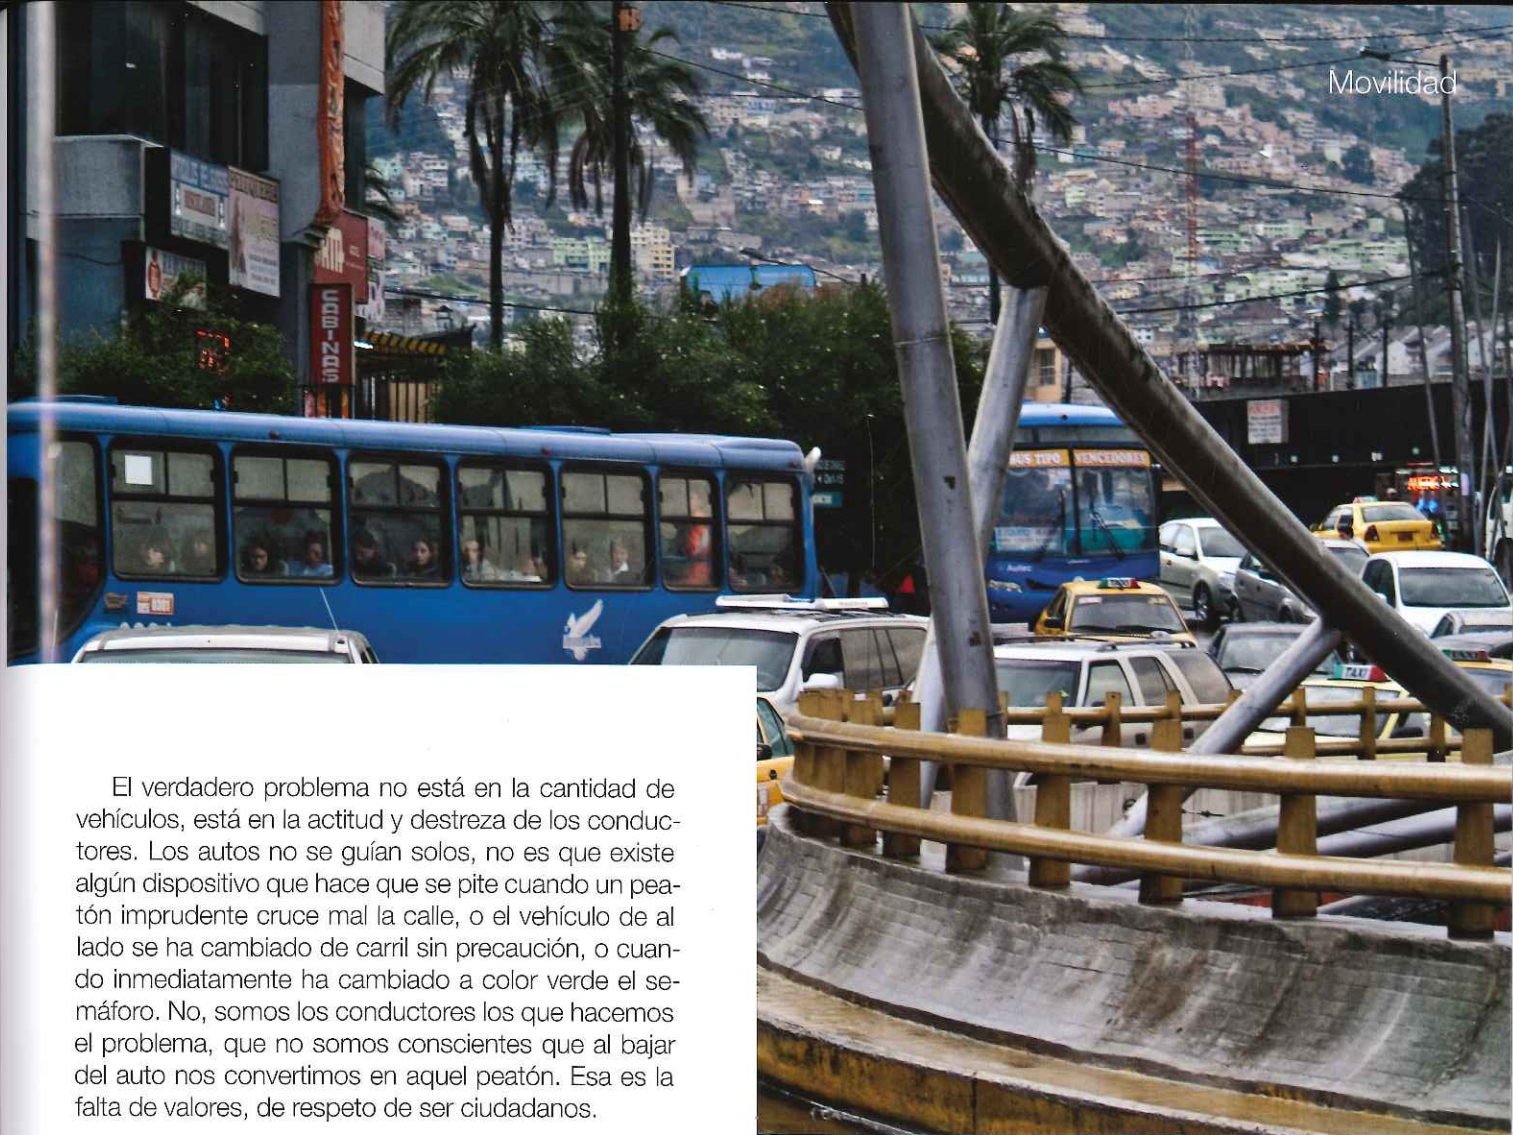 Movilidad
CABINAS
BUS TIPO VENCEDORES
Autec
TAXI
TAXI
El verdadero problema no está en la cantidad de
vehículos, está en la actitud y destreza de los conduc-
tores. Los autos no se guían solos, no es que existe
algún dispositivo que hace que se pite cuando un pea-
tón imprudente cruce mal la calle, o el vehículo de al
lado se ha cambiado de carril sin precaución, o cuan-
do inmediatamente ha cambiado a color verde el se-
máforo. No, somos los conductores los que hacemos
el problema, que no somos conscientes que al bajar
del auto nos convertimos en aquel peatón. Esa es la
falta de valores, de respeto de ser ciudadanos.